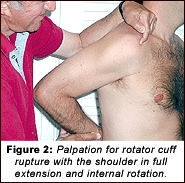 Figure 2: Palpation for rotator cuff
rupture with the shoulder in full
extension and internal rotation.